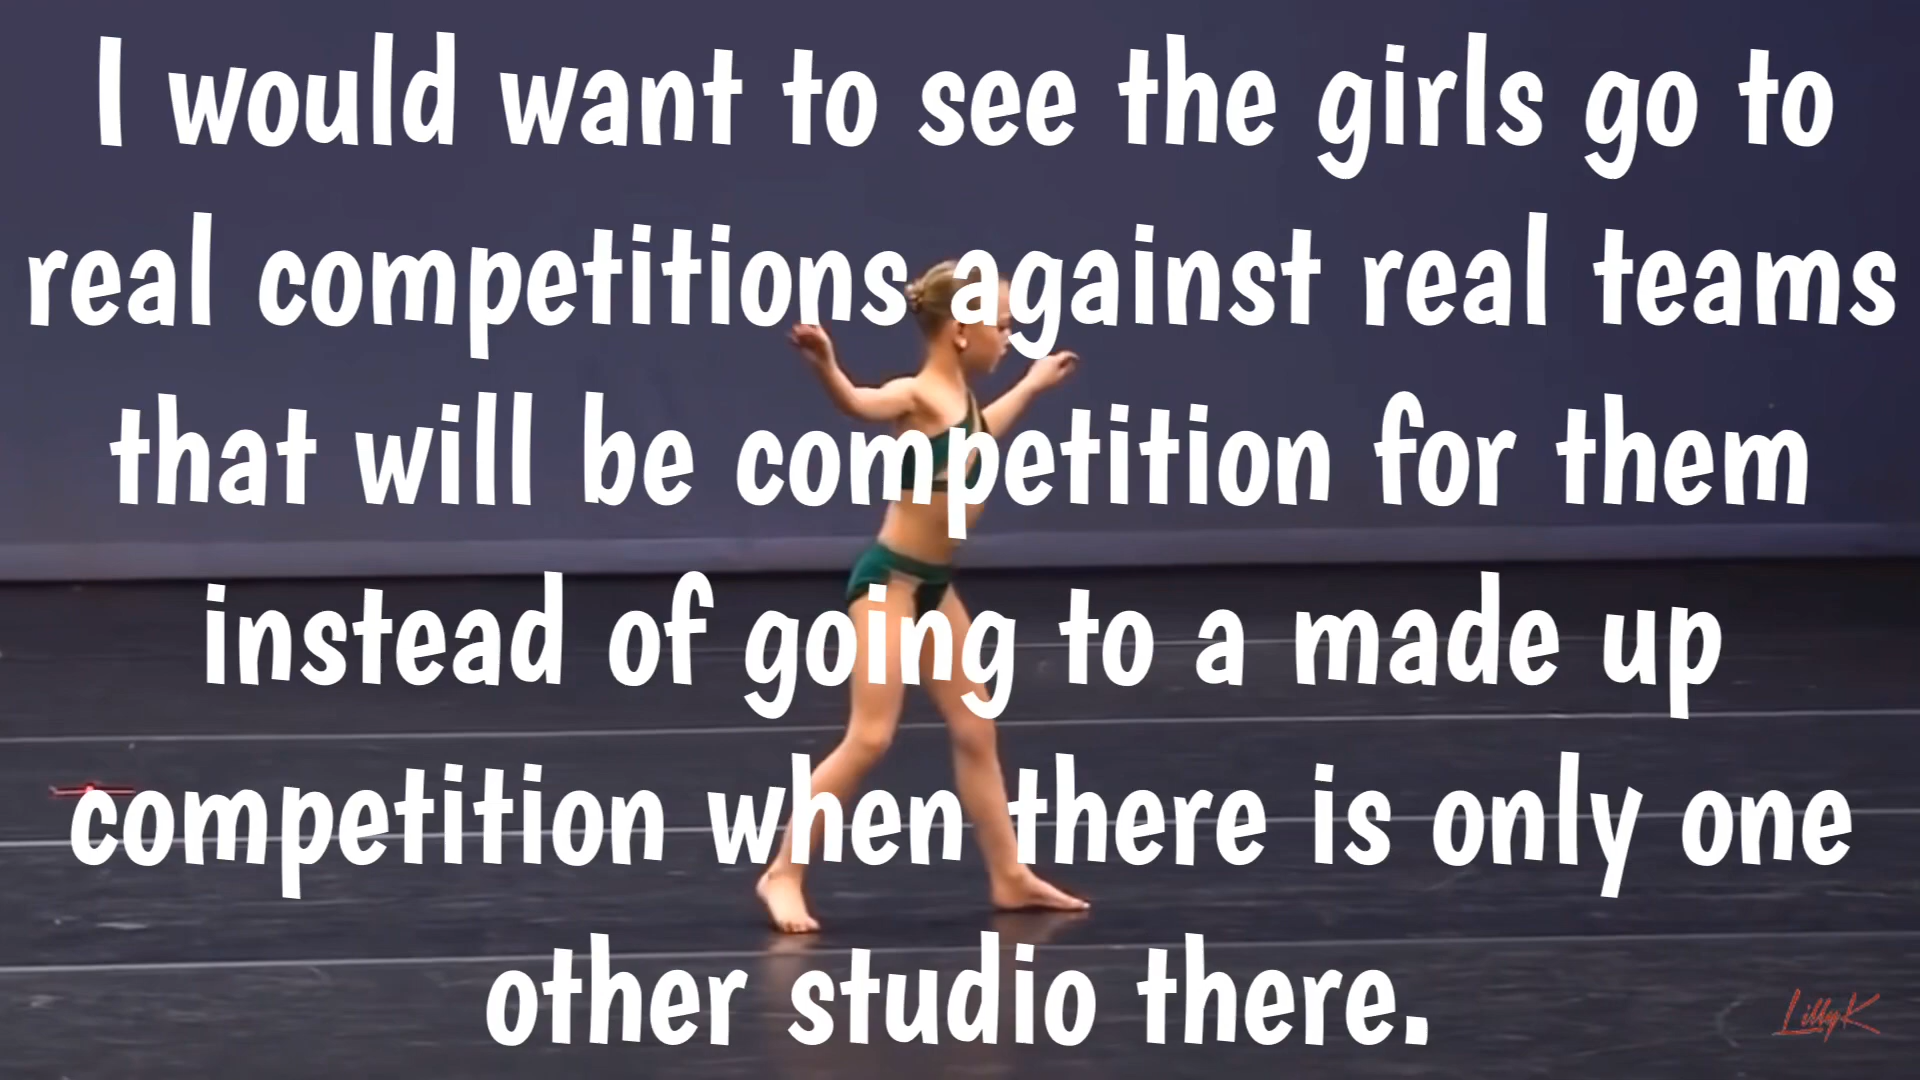 I would want to see the girls go to
real competitions against real teams
that will be competition for them
instead of going to a made up
competition when there is only one
other studio there.
LillyK